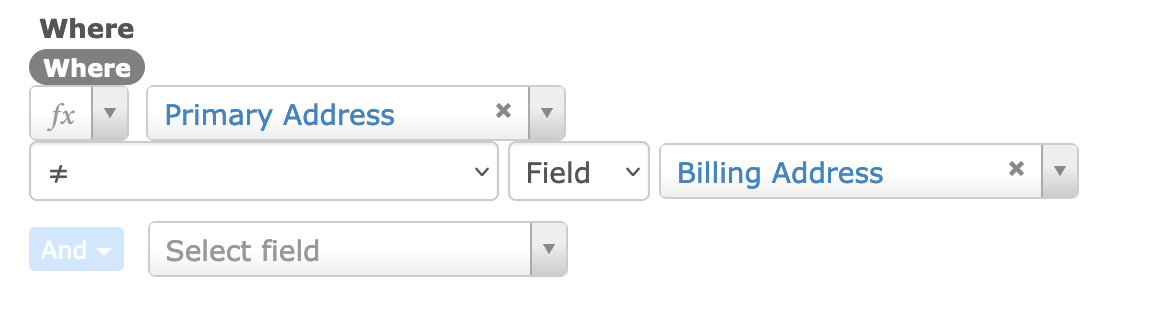 Where
Where
fx Primary Address ×
≠ Field Billing Address ×
And Select field